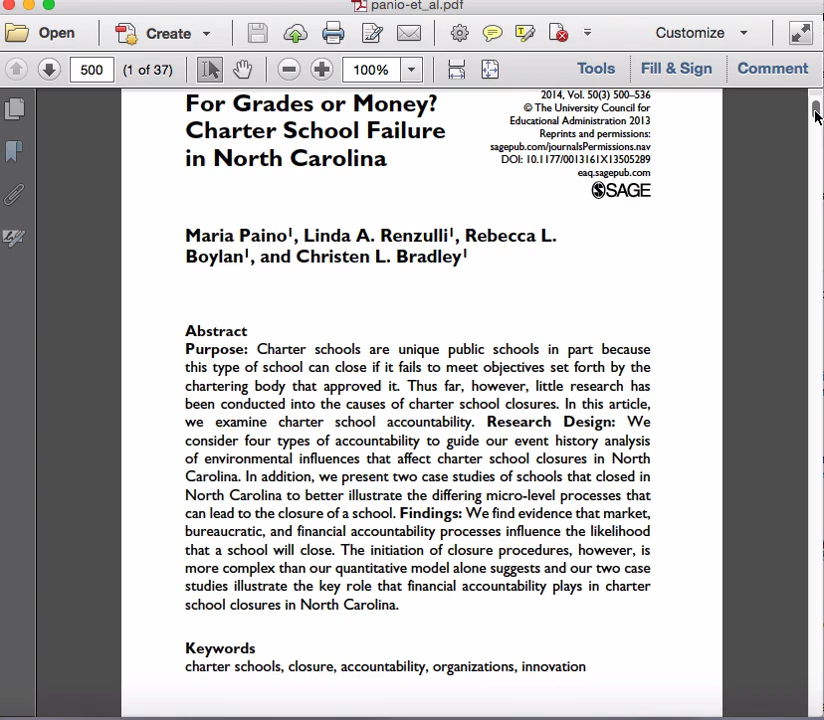 panio-et_al.pdf
Open Create Customize
500 (1 of 37) 100% Tools Fill & Sign Comment
For Grades or Money?
Charter School Failure
in North Carolina
2014, Vol. 50(3) 500–536
© The University Council for
Educational Administration 2013
Reprints and permissions:
sagepub.com/journalsPermissions.nav
DOI: 10.1177/0013161X13505289
eaq.sagepub.com
SAGE
Maria Paino¹, Linda A. Renzulli¹, Rebecca L.
Boylan¹, and Christen L. Bradley¹
Abstract
Purpose: Charter schools are unique public schools in part because
this type of school can close if it fails to meet objectives set forth by the
chartering body that approved it. Thus far, however, little research has
been conducted into the causes of charter school closures. In this article,
we examine charter school accountability. Research Design: We
consider four types of accountability to guide our event history analysis
of environmental influences that affect charter school closures in North
Carolina. In addition, we present two case studies of schools that closed in
North Carolina to better illustrate the differing micro-level processes that
can lead to the closure of a school. Findings: We find evidence that market,
bureaucratic, and financial accountability processes influence the likelihood
that a school will close. The initiation of closure procedures, however, is
more complex than our quantitative model alone suggests and our two case
studies illustrate the key role that financial accountability plays in charter
school closures in North Carolina.
Keywords
charter schools, closure, accountability, organizations, innovation